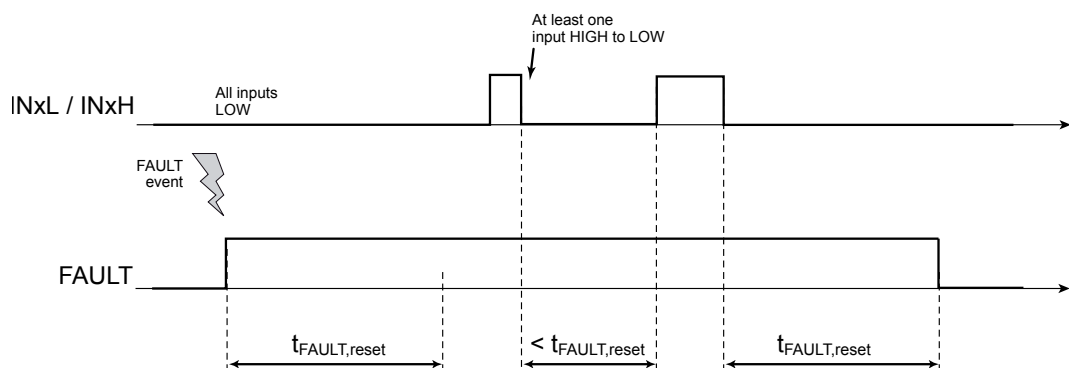 At least one
input HIGH to LOW
INxL / INxH
All inputs
LOW
FAULT
event
FAULT
tFAULT,reset
< tFAULT,reset
tFAULT,reset